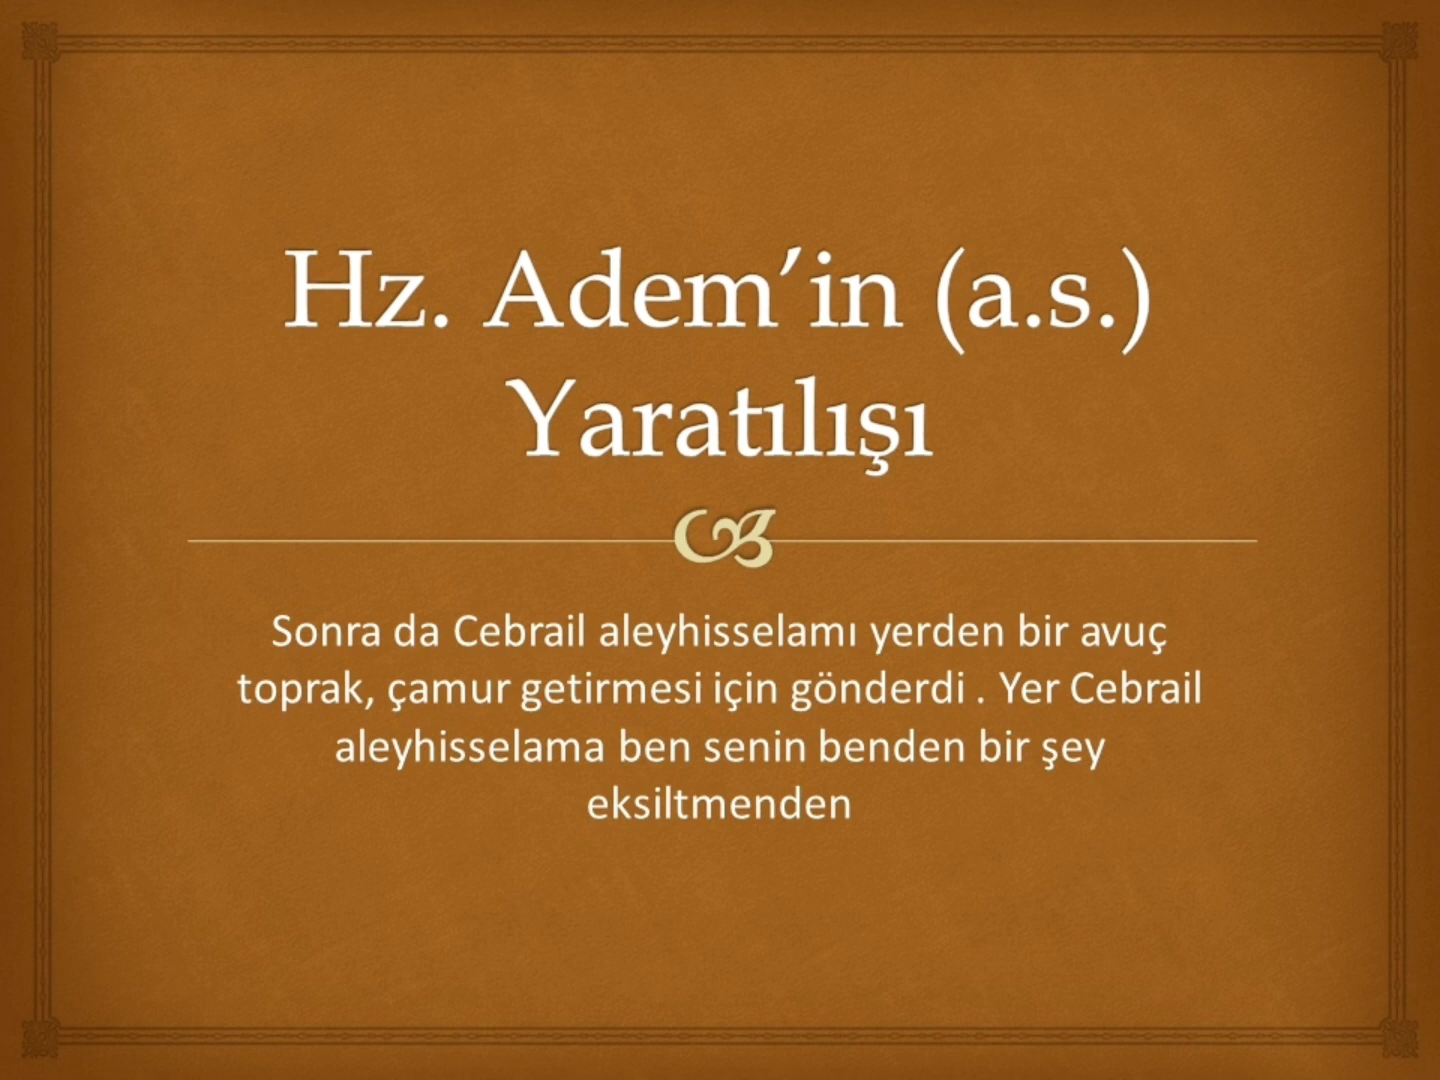 Hz. Adem’in (a.s.)
Yaratılışı
Sonra da Cebrail aleyhisselamı yerden bir avuç
toprak, çamur getirmesi için gönderdi . Yer Cebrail
aleyhisselama ben senin benden bir şey
eksiltmenden